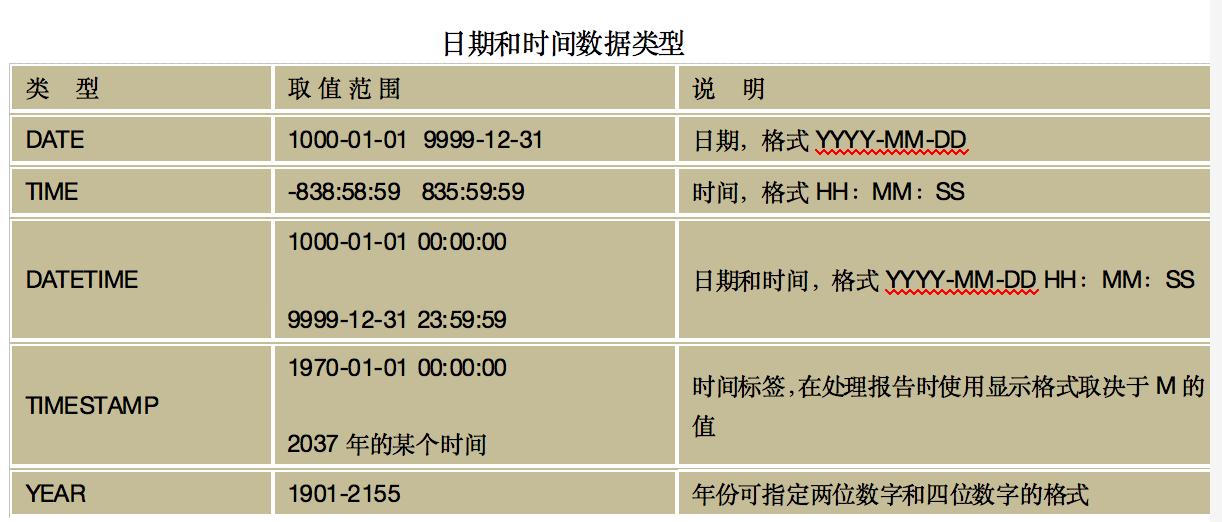 日期和时间数据类型
类 型 取值范围 说 明
DATE 1000-01-01 9999-12-31 日期，格式 YYYY-MM-DD
TIME -838:58:59 835:59:59 时间，格式 HH：MM：SS
DATETIME 1000-01-01 00:00:00
9999-12-31 23:59:59
日期和时间，格式 YYYY-MM-DD HH：MM：SS
TIMESTAMP 1970-01-01 00:00:00
2037 年的某个时间
时间标签,在处理报告时使用显示格式取决于 M 的
值
YEAR 1901-2155 年份可指定两位数字和四位数字的格式